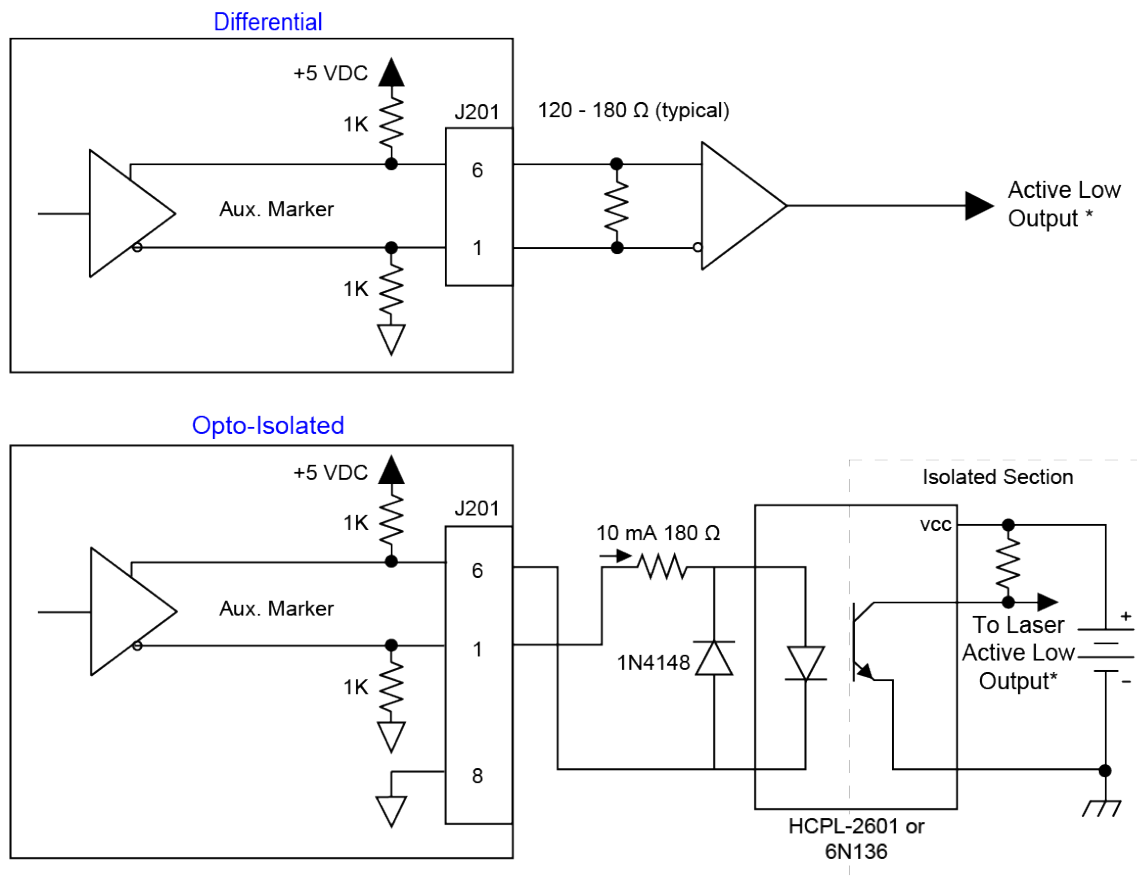 Differential
+5 VDC
1K
J201
120 - 180 Ω (typical)
6
Aux. Marker
1
1K
Active Low
Output *
Opto-Isolated
+5 VDC
1K
J201
6
Aux. Marker
1
1K
8
10 mA 180 Ω
1N4148
Isolated Section
vcc
To Laser
Active Low
Output*
+
−
HCPL-2601 or
6N136